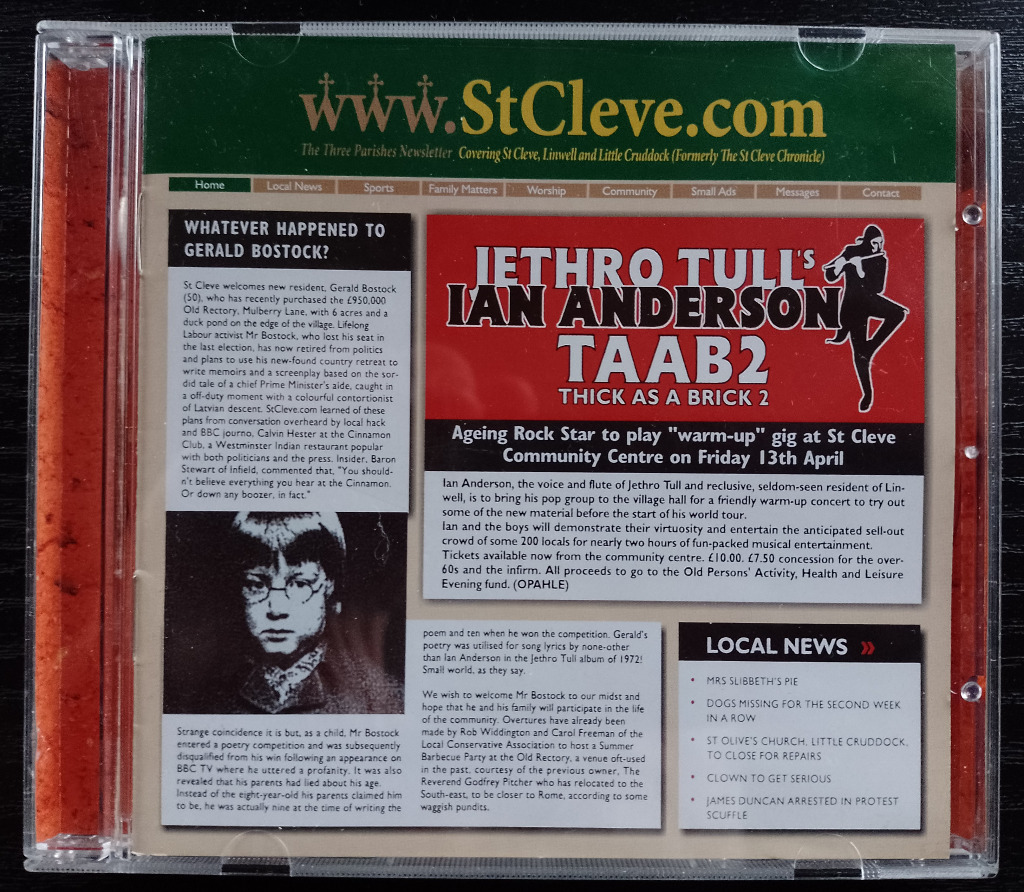 www.StCleve.com
The Three Parishes Newsletter Covering St Cleve, Linwell and Little Cruddock (Formerly The St Cleve Chronicle)
Home Local News Sports Family Matters Worship Community Small Ads Messages Contact
WHATEVER HAPPENED TO
GERALD BOSTOCK?
St Cleve welcomes new resident, Gerald Bostock
(50), who has recently purchased the £950,000
Old Rectory, Mulberry Lane, with 6 acres and a
duck pond on the edge of the village. Lifelong
Labour activist Mr Bostock, who lost his seat in
the last election, has now retired from politics
and plans to use his new-found country retreat to
write memoirs and a screenplay based on the sor-
did tale of a chief Prime Minister's aide, caught in
a off-duty moment with a colourful contortionist
of Latvian descent. StCleve.com learned of these
plans from conversation overheard by local hack
and BBC journo, Calvin Hester at the Cinnamon
Club, a Westminster Indian restaurant popular
with both politicians and the press. Insider, Baron
Stewart of Infield, commented that, "You should-
n't believe everything you hear at the Cinnamon.
Or down any boozer, in fact."
Strange coincidence it is but, as a child, Mr Bostock
entered a poetry competition and was subsequently
disqualified from his win following an appearance on
BBC TV where he uttered a profanity. It was also
revealed that his parents had lied about his age.
Instead of the eight-year-old his parents claimed him
to be, he was actually nine at the time of writing the
poem and ten when he won the competition. Gerald's
poetry was utilised for song lyrics by none-other
than Ian Anderson in the Jethro Tull album of 1972!
Small world, as they say.
We wish to welcome Mr Bostock to our midst and
hope that he and his family will participate in the life
of the community. Overtures have already been
made by Rob Widdington and Carol Freeman of the
Local Conservative Association to host a Summer
Barbecue Party at the Old Rectory, a venue oft-used
in the past, courtesy of the previous owner, The
Reverend Godfrey Pitcher who has relocated to the
South-east, to be closer to Rome, according to some
waggish pundits.
JETHRO TULL'S
IAN ANDERSON
TAAB2
THICK AS A BRICK 2
Ageing Rock Star to play "warm-up" gig at St Cleve
Community Centre on Friday 13th April
Ian Anderson, the voice and flute of Jethro Tull and reclusive, seldom-seen resident of Lin-
well, is to bring his pop group to the village hall for a friendly warm-up concert to try out
some of the new material before the start of his world tour.
Ian and the boys will demonstrate their virtuosity and entertain the anticipated sell-out
crowd of some 200 locals for nearly two hours of fun-packed musical entertainment.
Tickets available now from the community centre. £10.00. £7.50 concession for the over-
60s and the infirm. All proceeds to go to the Old Persons' Activity, Health and Leisure
Evening fund. (OPAHLE)
LOCAL NEWS »
• MRS SLIBBETH'S PIE
• DOGS MISSING FOR THE SECOND WEEK
IN A ROW
• ST OLIVE'S CHURCH, LITTLE CRUDDOCK,
TO CLOSE FOR REPAIRS
• CLOWN TO GET SERIOUS
• JAMES DUNCAN ARRESTED IN PROTEST
SCUFFLE